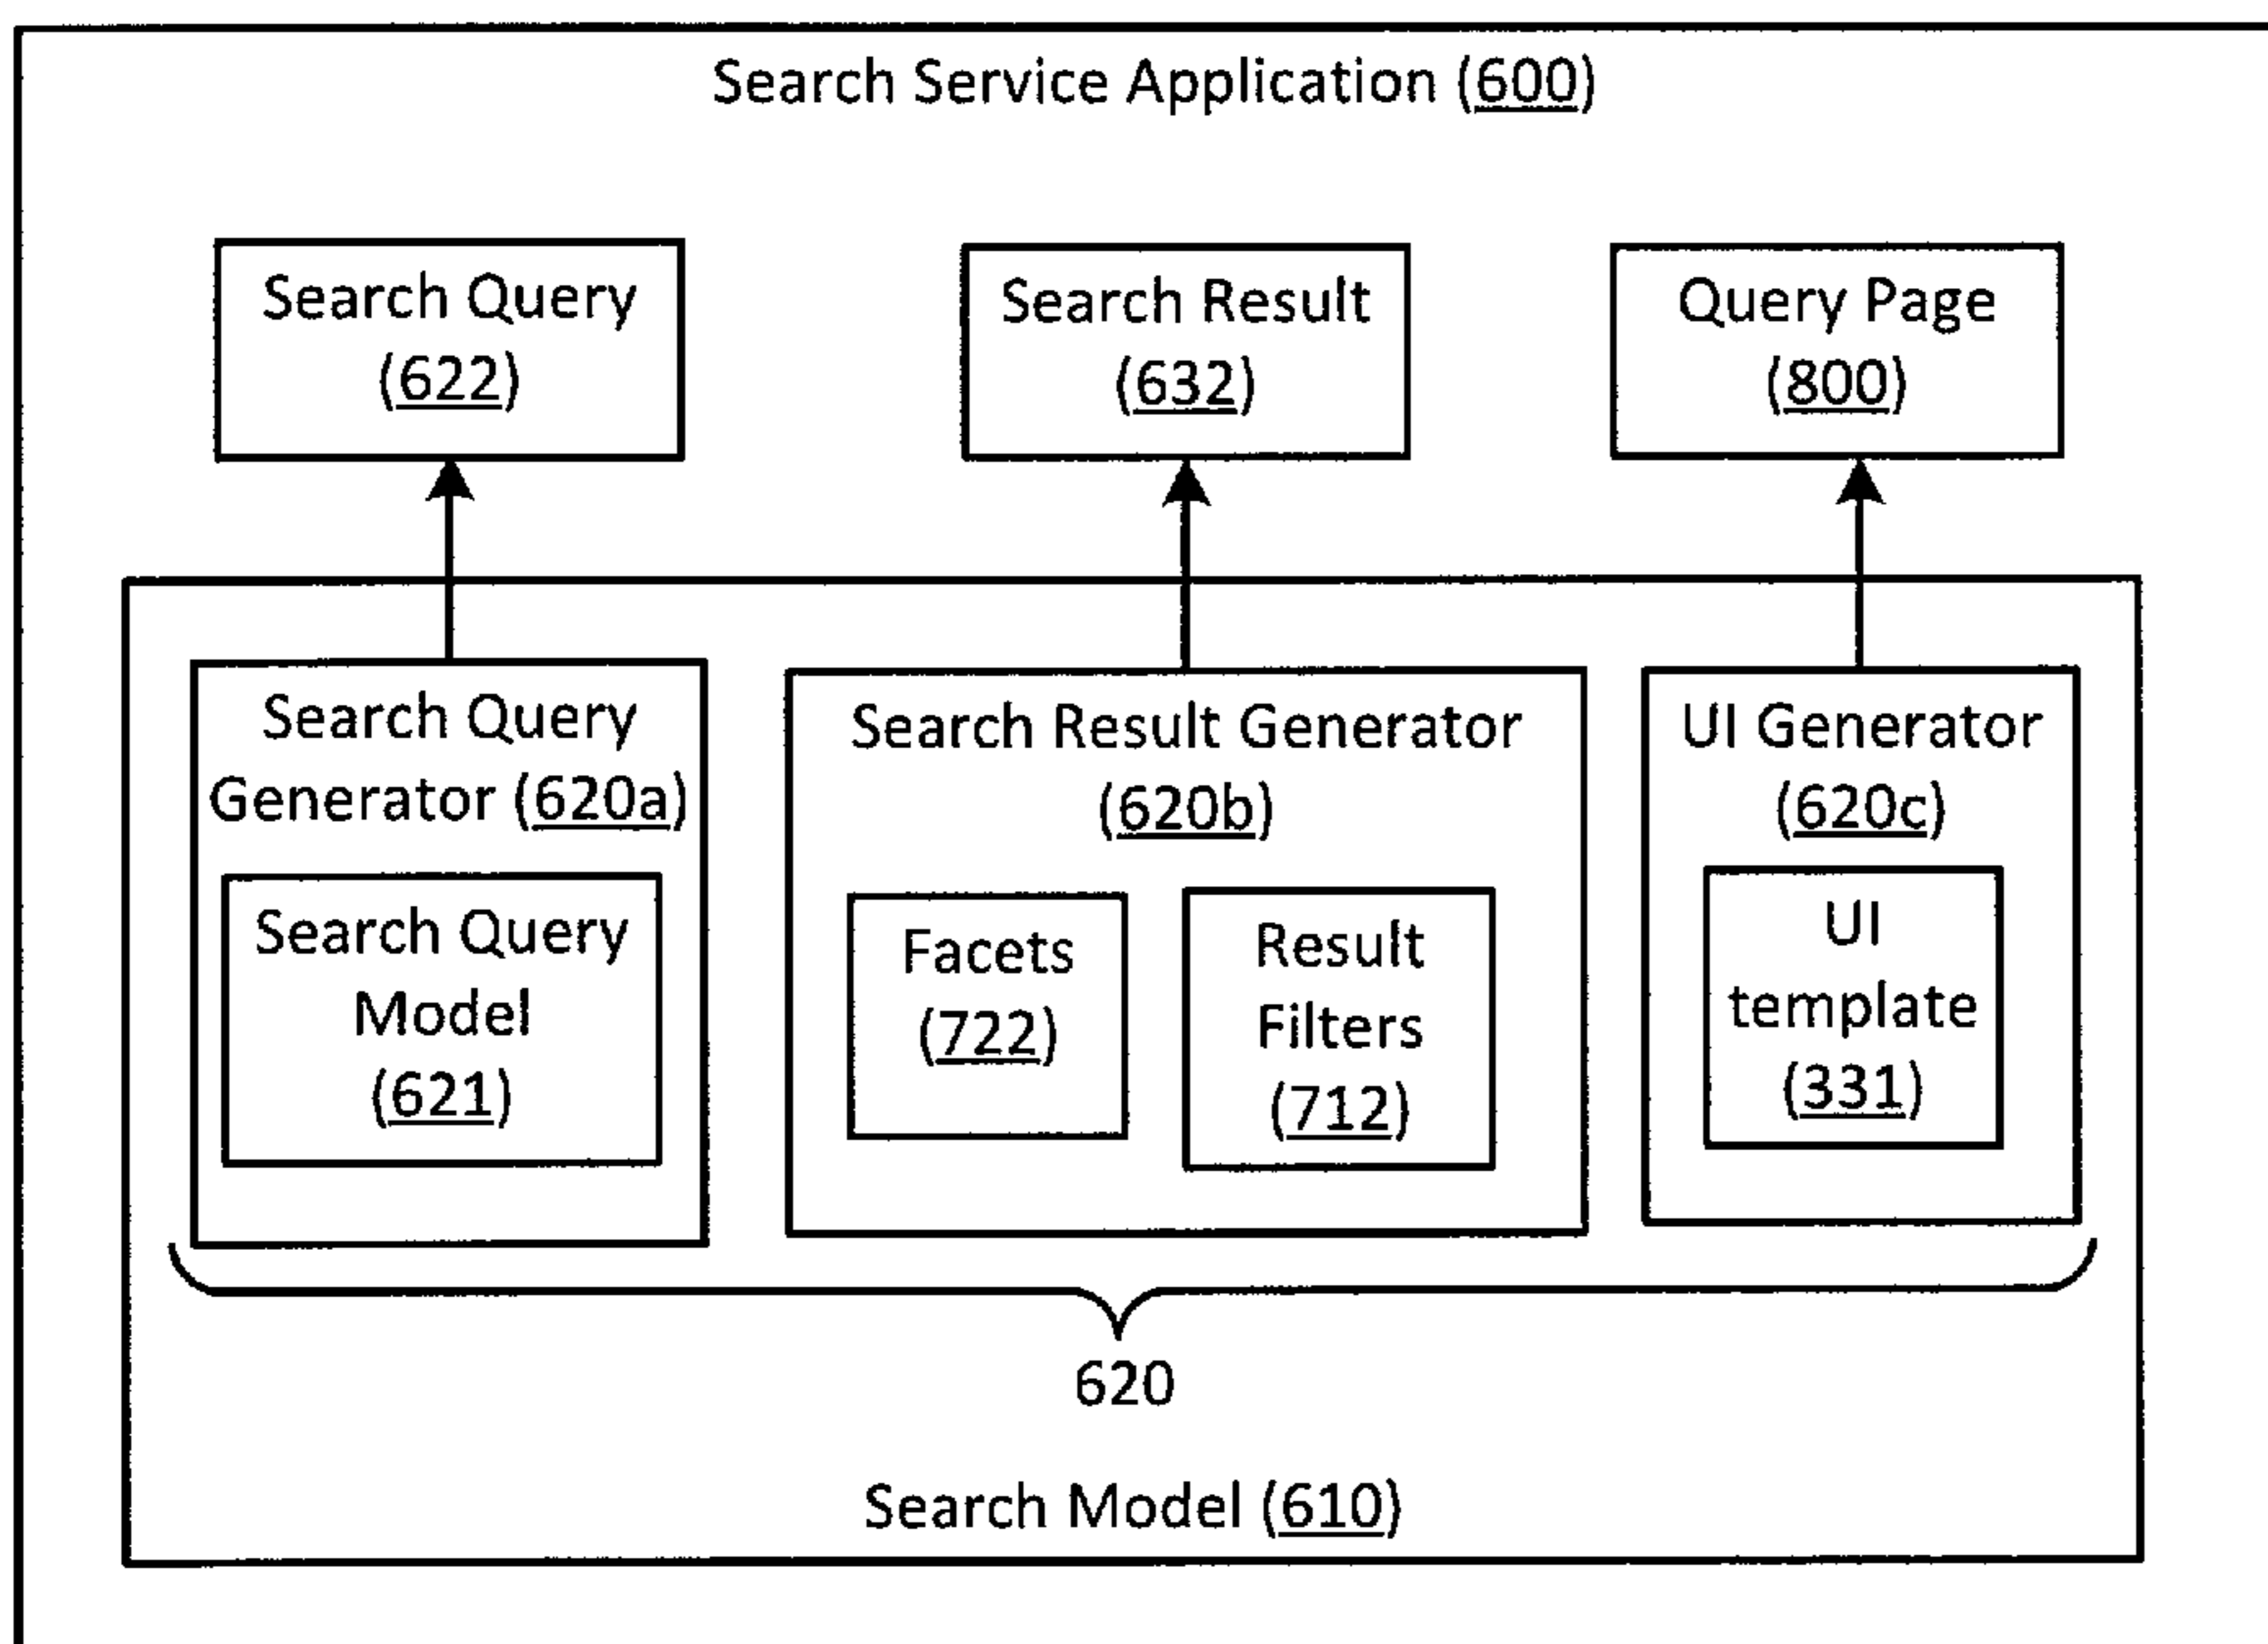 Search Service Application (600)
Search Query
(622)
Search Result
(632)
Query Page
(800)
Search Query
Generator (620a)
Search Query
Model
(621)
Search Result Generator
(620b)
Facets
(722)
Result
Filters
(712)
UI Generator
(620c)
UI
template
(331)
620
Search Model (610)